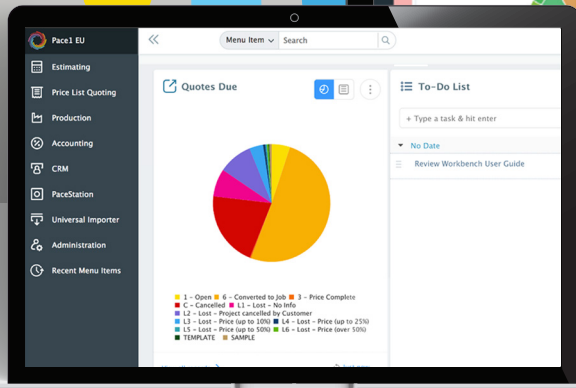 Pace1 EU
Menu Item
Search
Estimating
Price List Quoting
Production
Accounting
CRM
PaceStation
Universal Importer
Administration
Recent Menu Items
Quotes Due
1 - Open 6 - Converted to Job 3 - Price Complete
C - Cancelled L1 - Lost - No Info
L2 - Lost - Project cancelled by Customer
L3 - Lost - Price (up to 10%) L4 - Lost - Price (up to 25%)
L5 - Lost - Price (up to 50%) L6 - Lost - Price (over 50%)
TEMPLATE SAMPLE
To-Do List
+ Type a task & hit enter
No Date
Review Workbench User Guide